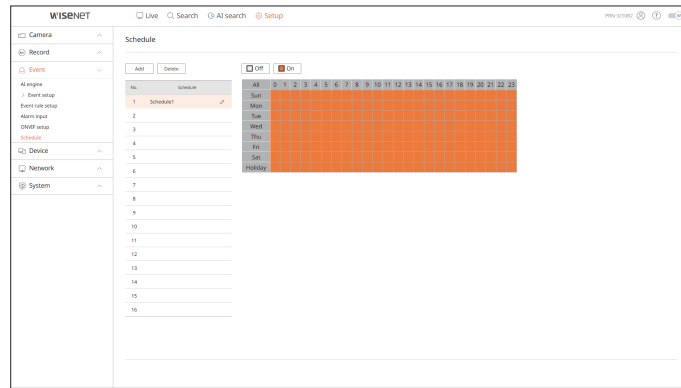 WISENET
Live Search AI search Setup
PRN-3210B2
Camera
Record
Event
AI engine
> Event setup
Event rule setup
Alarm input
ONVIF setup
Schedule
Device
Network
System
Schedule
Add Delete
No. Schedule
1 Schedule1
2
3
4
5
6
7
8
9
10
11
12
13
14
15
16
Off On
All 0 1 2 3 4 5 6 7 8 9 10 11 12 13 14 15 16 17 18 19 20 21 22 23
Sun
Mon
Tue
Wed
Thu
Fri
Sat
Holiday